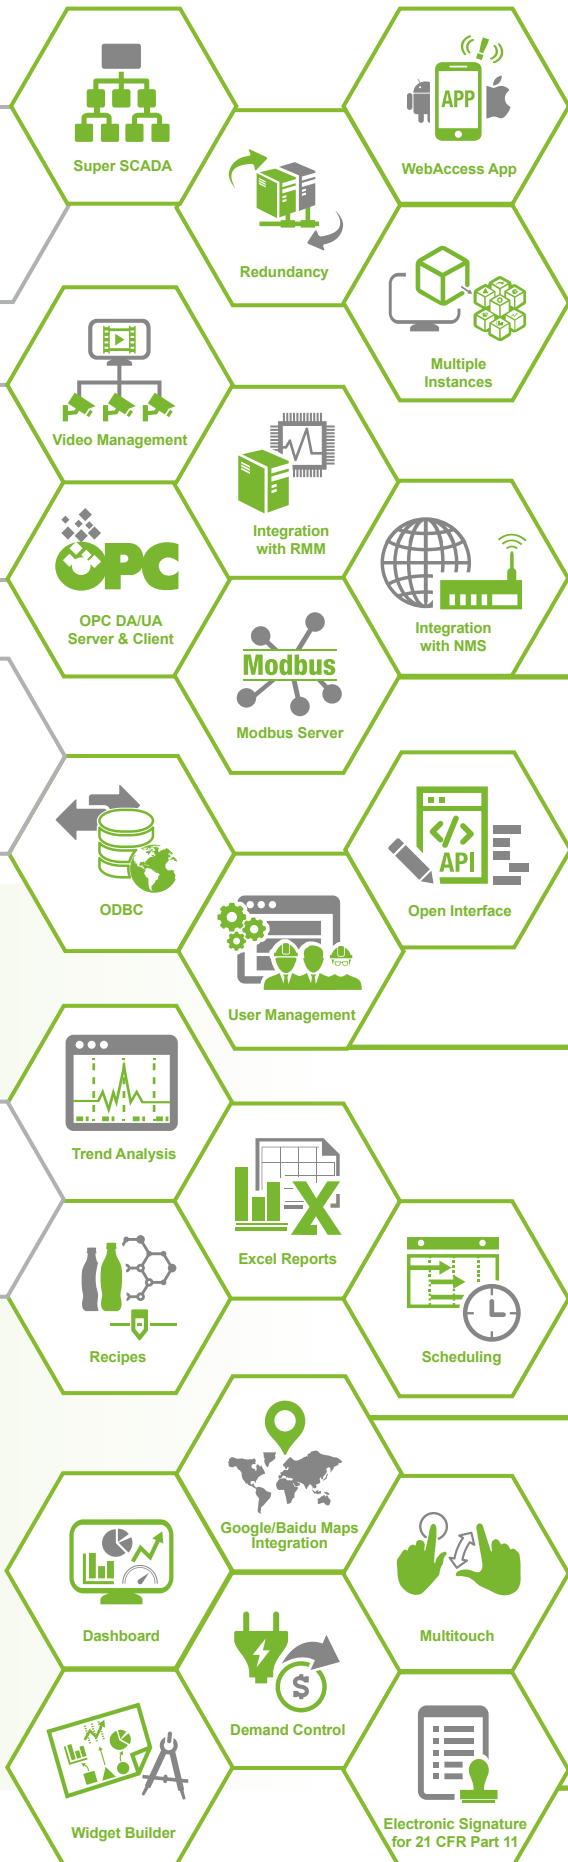 Super SCADA
APP
WebAccess App
Redundancy
Multiple
Instances
Video Management
Integration
with RMM
OPC
OPC DA/UA
Server & Client
Integration
with NMS
Modbus
Modbus Server
ODBC
</>
API
Open Interface
User Management
Trend Analysis
X
Excel Reports
Recipes
Scheduling
Google/Baidu Maps
Integration
Dashboard
Multitouch
$
Demand Control
Widget Builder
Electronic Signature
for 21 CFR Part 11